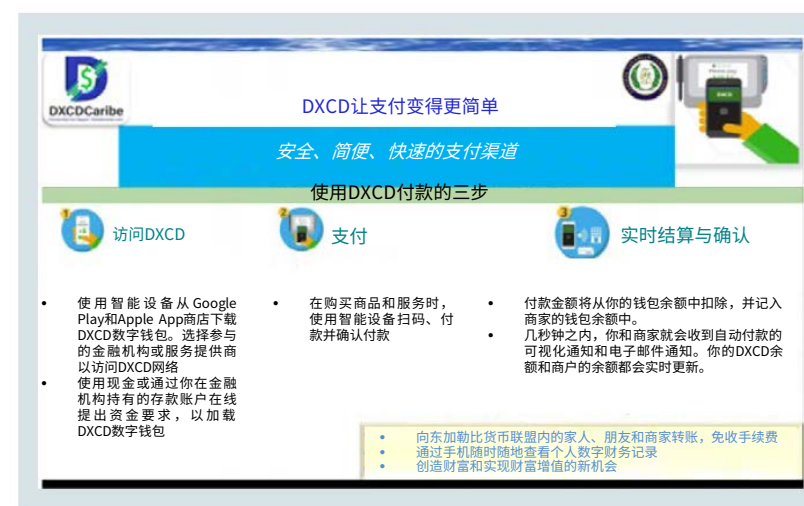 DXCDCaribe
DXCD让支付变得更简单
安全、简便、快速的支付渠道
使用DXCD付款的三步
1
访问DXCD
2
支付
3
实时结算与确认
• 使用智能设备从Google
Play和Apple App商店下载
DXCD数字钱包。选择参与
的金融机构或服务提供商
以访问DXCD网络
• 使用现金或通过你在金融
机构持有的存款账户在线
提出资金要求，以加载
DXCD数字钱包
• 在购买商品和服务时，
使用智能设备扫码、付
款并确认付款
• 付款金额将从你的钱包余额中扣除，并记入
商家的钱包余额中。
• 几秒钟之内，你和商家就会收到自动付款的
可视化通知和电子邮件通知。你的DXCD余
额和商户的余额都会实时更新。
• 向东加勒比货币联盟内的家人、朋友和商家转账，免收手续费
• 通过手机随时随地查看个人数字财务记录
• 创造财富和实现财富增值的新机会